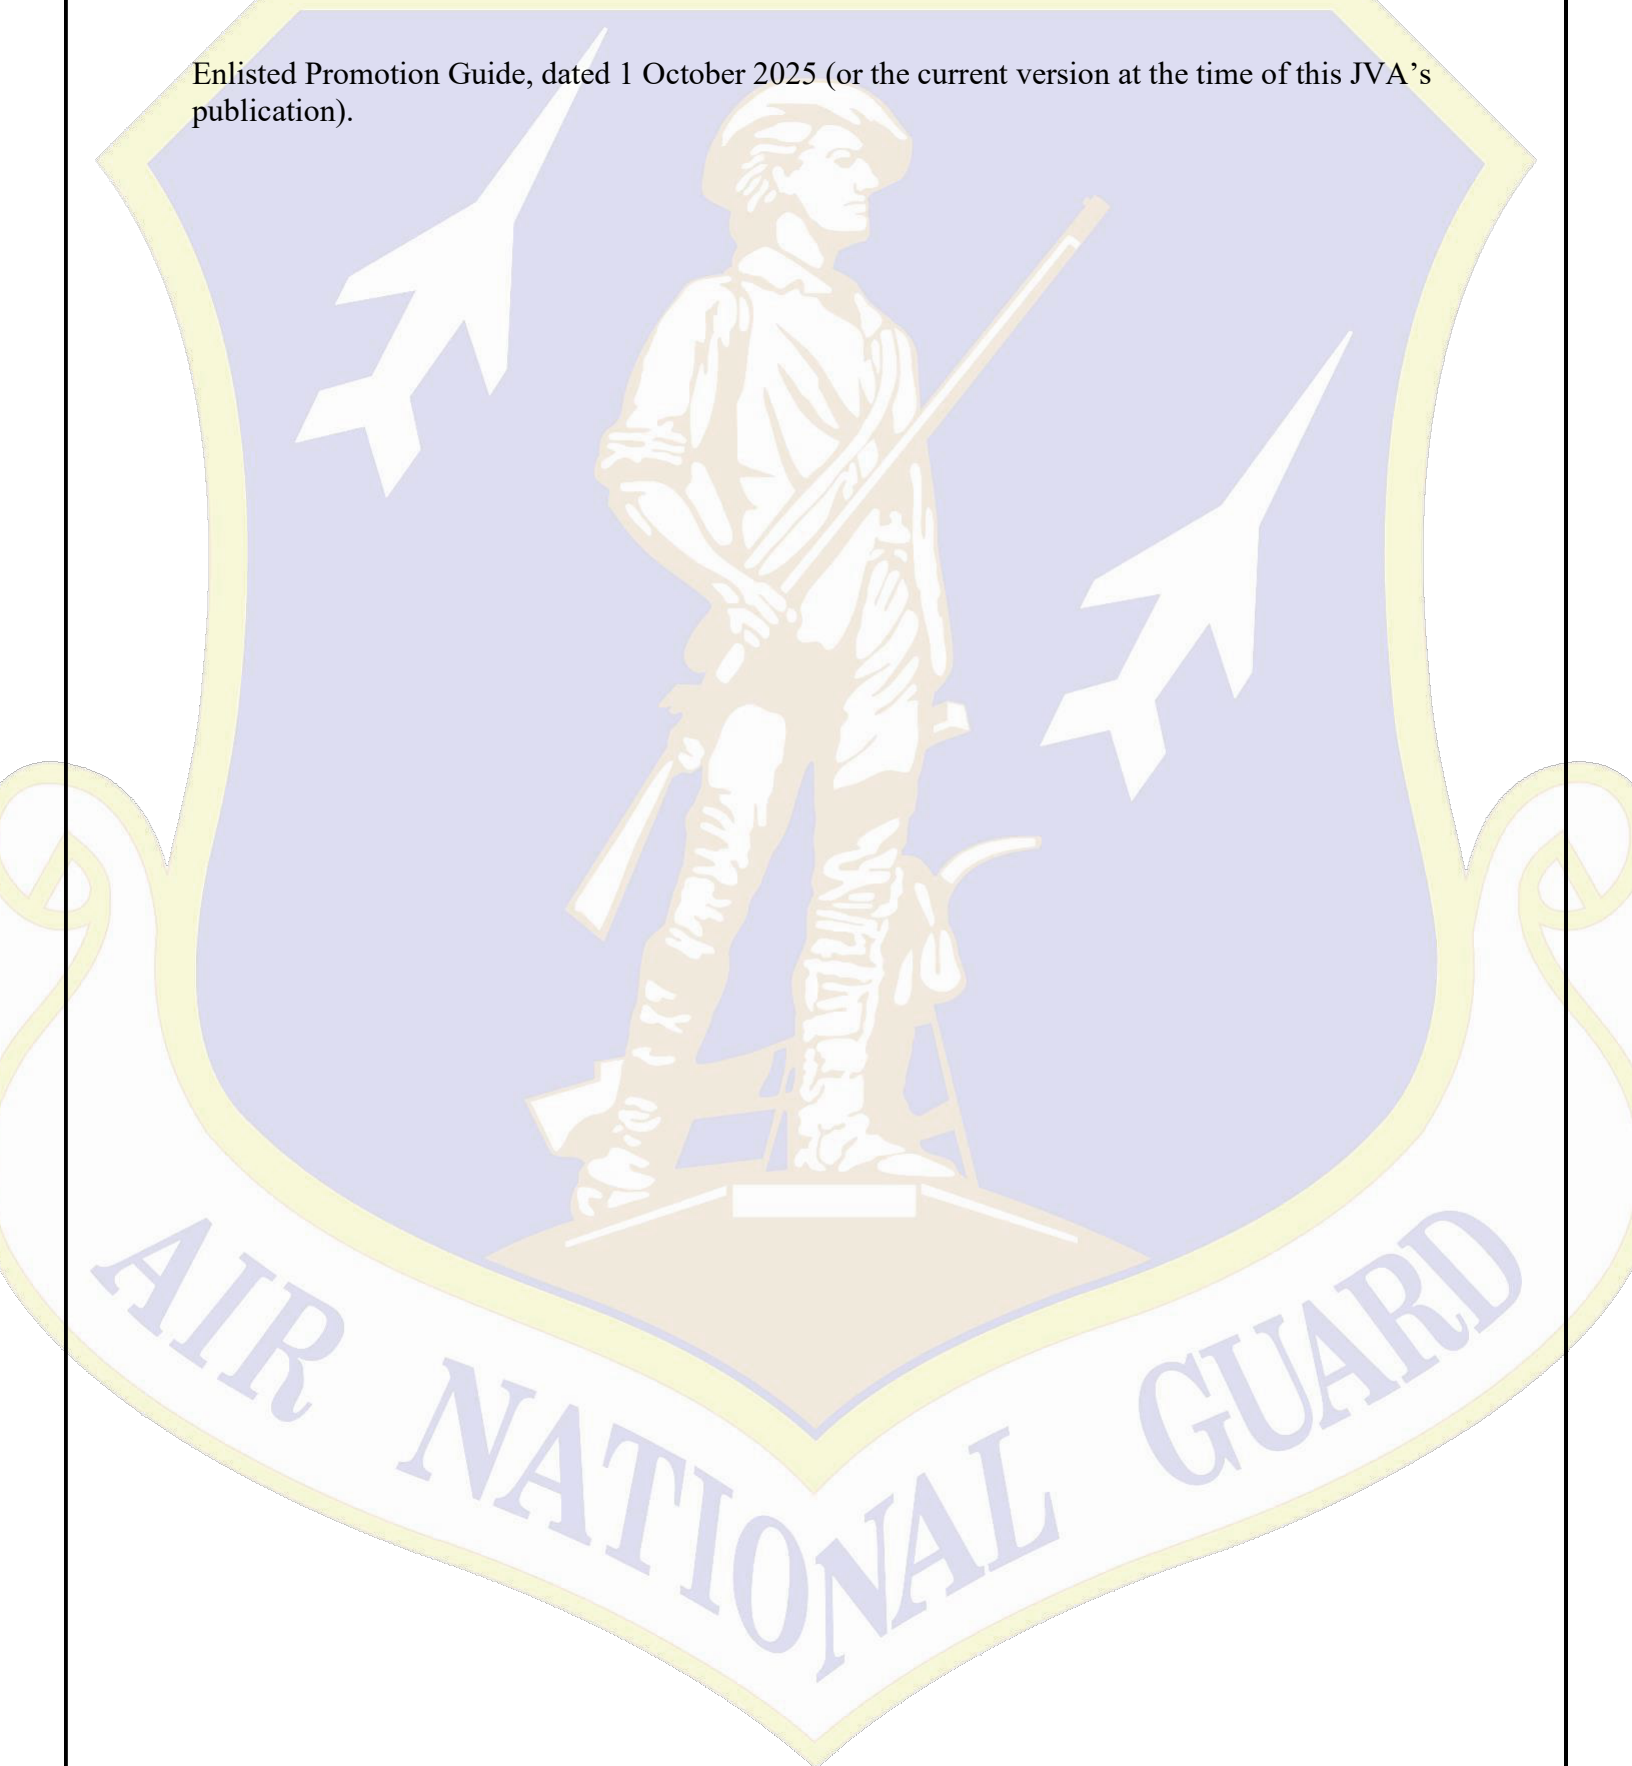 Enlisted Promotion Guide, dated 1 October 2025 (or the current version at the time of this JVA’s
publication).
AIR NATIONAL GUARD